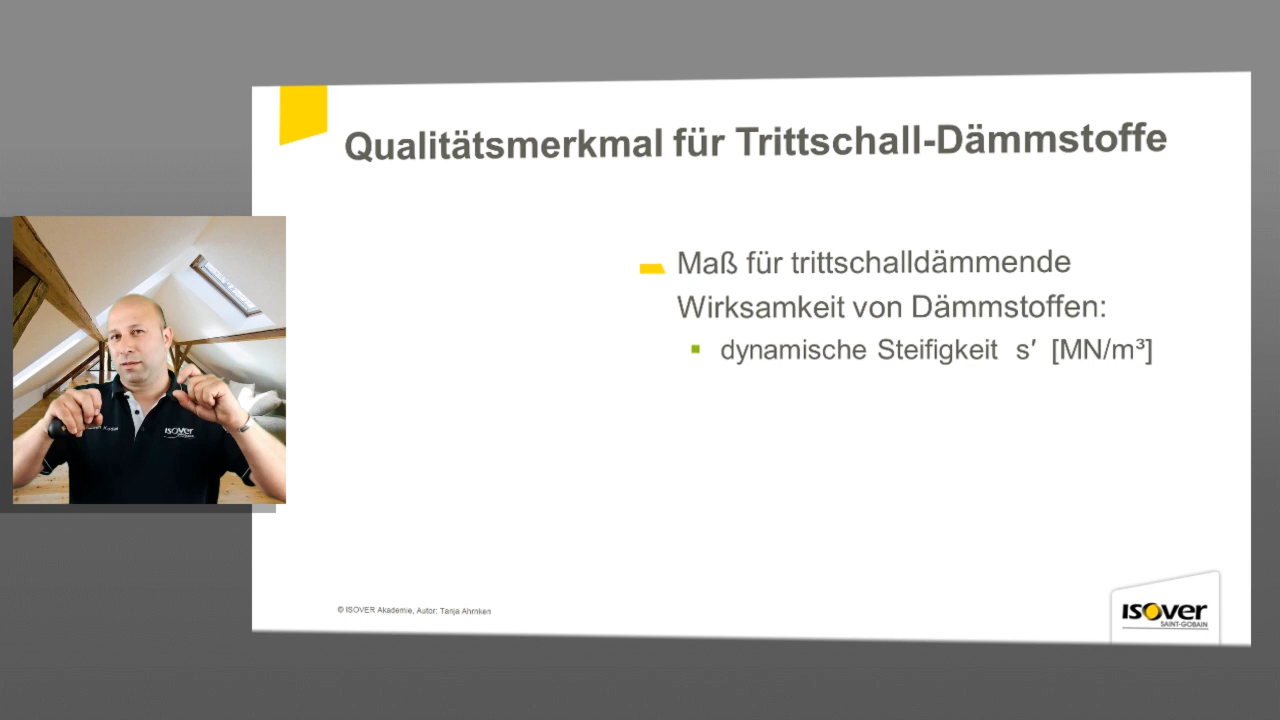 Qualitätsmerkmal für Trittschall-Dämmstoffe
Maß für trittschalldämmende
Wirksamkeit von Dämmstoffen:
dynamische Steifigkeit s′ [MN/m³]
isover
© ISOVER Akademie, Autor: Tanja Ahrnken
isover
SAINT-GOBAIN